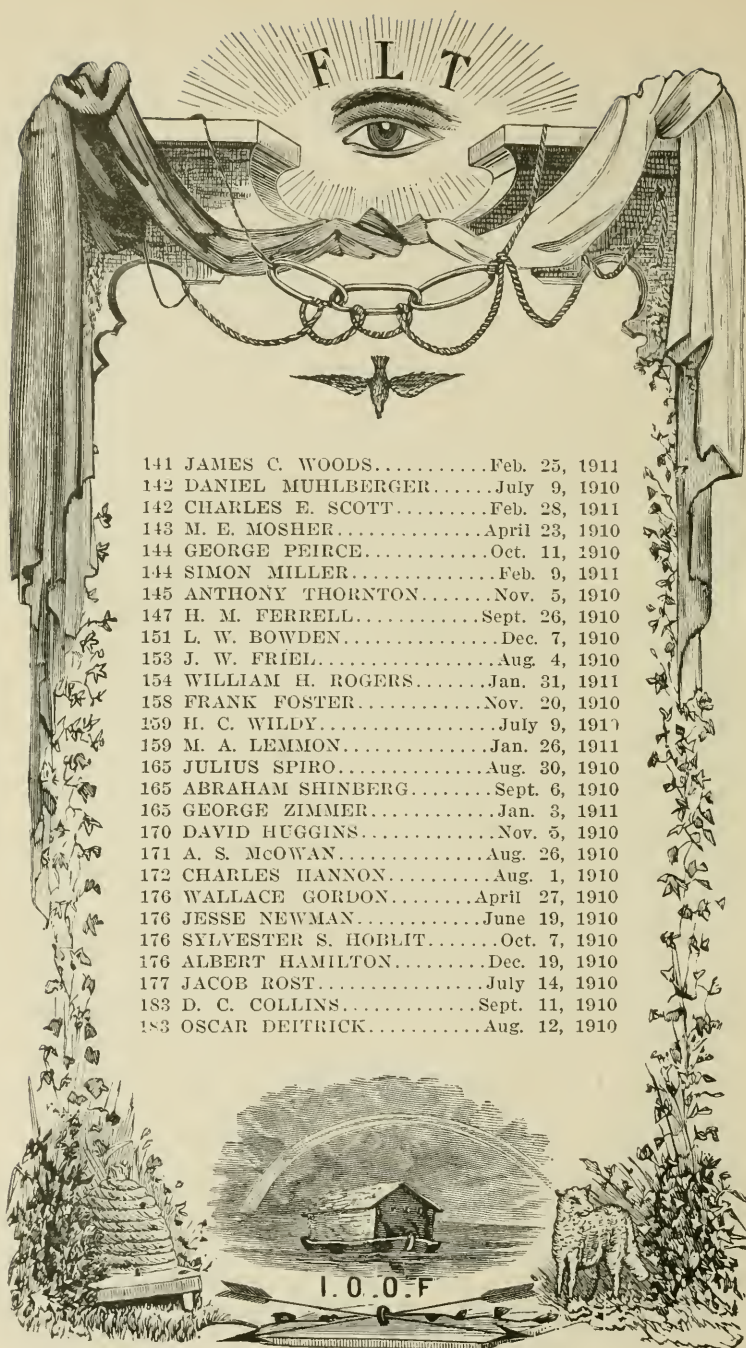 F L T
141 JAMES C. WOODS...........Feb. 25, 1911
142 DANIEL MUHLBERGER......July 9, 1910
142 CHARLES E. SCOTT.........Feb. 28, 1911
143 M. E. MOSHER..............April 23, 1910
144 GEORGE PEIRCE............Oct. 11, 1910
144 SIMON MILLER..............Feb. 9, 1911
145 ANTHONY THORNTON.......Nov. 5, 1910
147 H. M. FERRELL............Sept. 26, 1910
151 L. W. BOWDEN...............Dec. 7, 1910
153 J. W. FRIEL.................Aug. 4, 1910
154 WILLIAM H. ROGERS.......Jan. 31, 1911
158 FRANK FOSTER............Nov. 20, 1910
159 H. C. WILDY................July 9, 1910
159 M. A. LEMMON.............Jan. 26, 1911
165 JULIUS SPIRO..............Aug. 30, 1910
165 ABRAHAM SHINBERG........Sept. 6, 1910
165 GEORGE ZIMMER............Jan. 3, 1911
170 DAVID HUGGINS............Nov. 5, 1910
171 A. S. McOWAN..............Aug. 26, 1910
172 CHARLES HANNON...........Aug. 1, 1910
176 WALLACE GORDON........April 27, 1910
176 JESSE NEWMAN............June 19, 1910
176 SYLVESTER S. HOBLIT.......Oct. 7, 1910
176 ALBERT HAMILTON.........Dec. 19, 1910
177 JACOB ROST................July 14, 1910
183 D. C. COLLINS.............Sept. 11, 1910
183 OSCAR DEITRICK...........Aug. 12, 1910
I.O.O.F